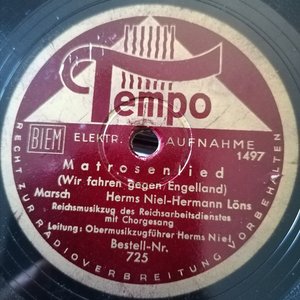 Tempo
BIEM ELEKTR. AUFNAHME
1497
Matrosenlied
(Wir fahren gegen Engelland)
Marsch Herms Niel-Hermann Löns
Reichsmusikzug des Reichsarbeitsdienstes
mit Chorgesang
Leitung: Obermusikzugführer Herms Niel
Bestell-Nr.
725
RECHT ZUR RADIOVERBREITUNG VORBEHALTEN